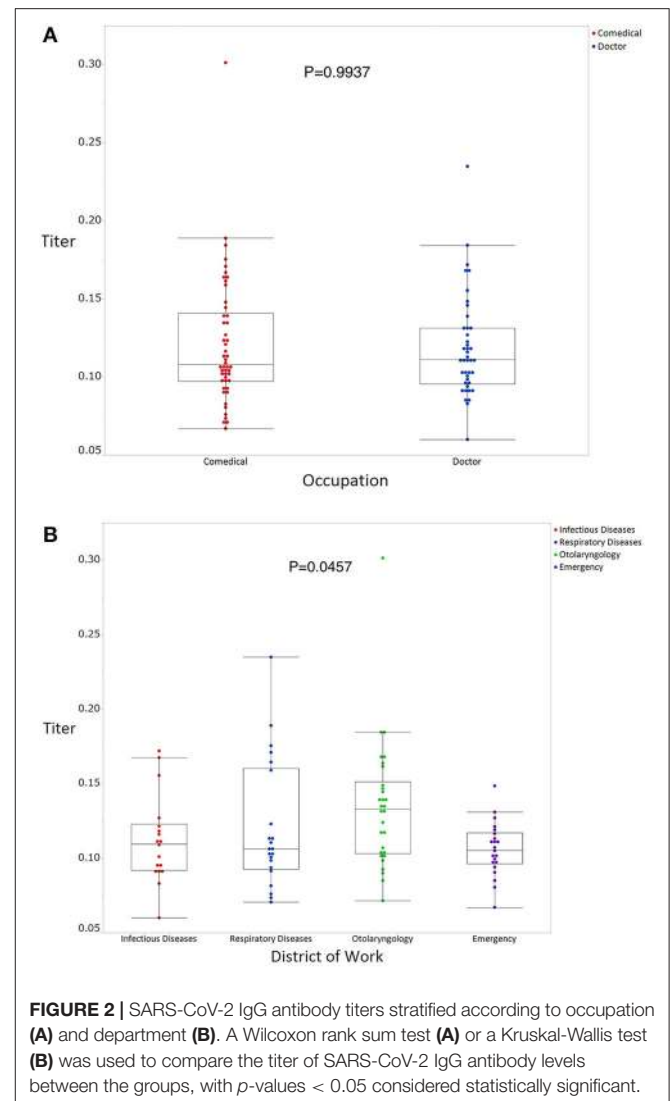 A
Comedical
Doctor
P=0.9937
0.30
0.25
0.20
Titer
0.15
0.10
0.05
Comedical Doctor
Occupation
B
Infectious Diseases
Respiratory Diseases
Otolaryngology
Emergency
P=0.0457
0.30
0.25
0.20
Titer
0.15
0.10
0.05
Infectious Diseases Respiratory Diseases Otolaryngology Emergency
District of Work
FIGURE 2 | SARS-CoV-2 IgG antibody titers stratified according to occupation
(A) and department (B). A Wilcoxon rank sum test (A) or a Kruskal-Wallis test
(B) was used to compare the titer of SARS-CoV-2 IgG antibody levels
between the groups, with p-values < 0.05 considered statistically significant.